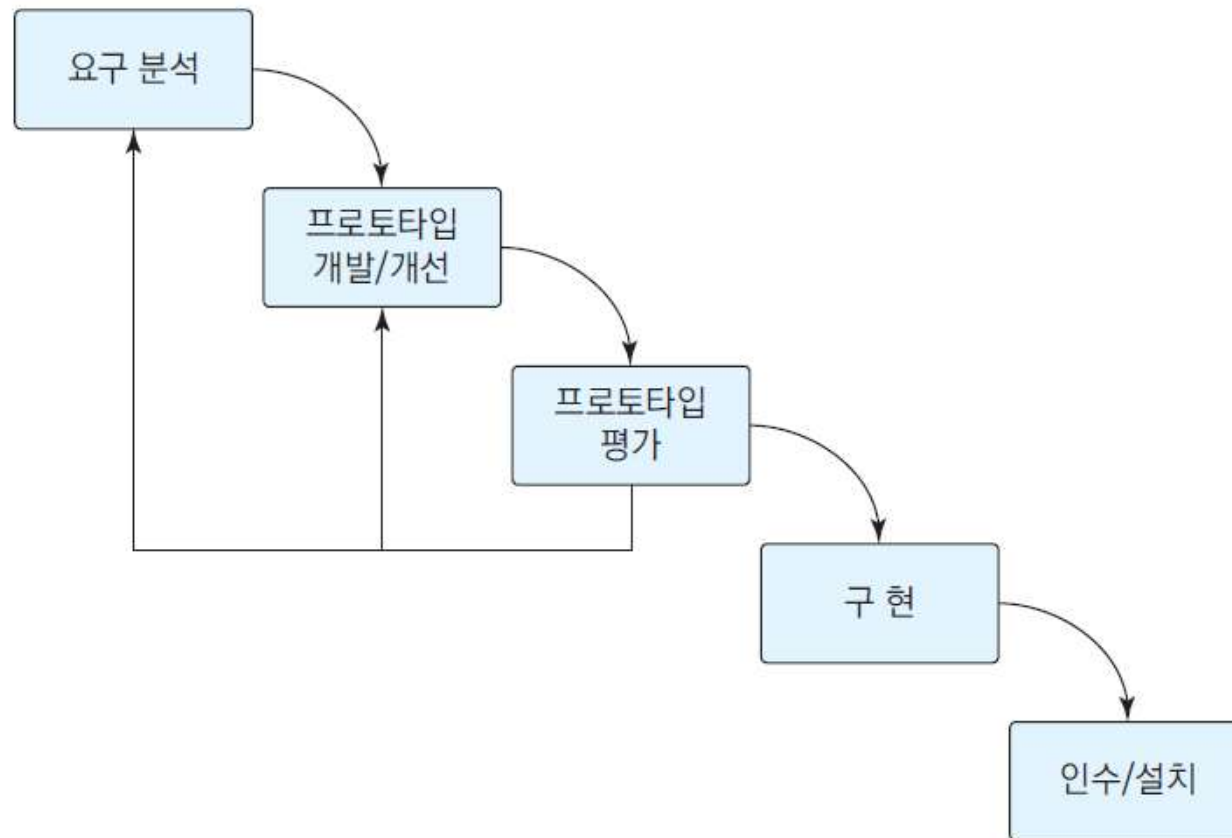 요구 분석
프로토타입
개발/개선
프로토타입
평가
구 현
인수/설치